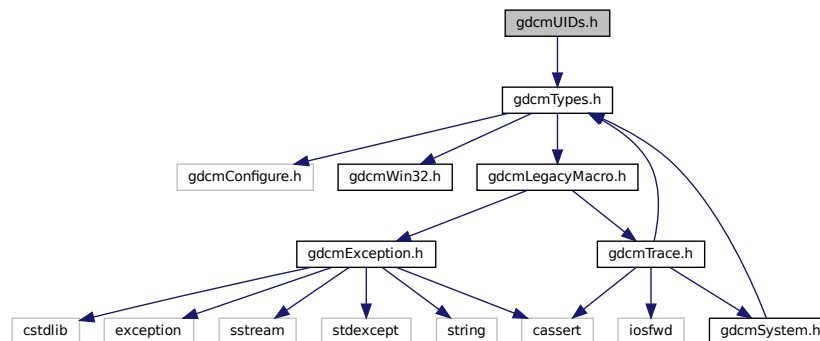 gdcmUIDs.h
gdcmTypes.h
gdcmConfigure.h
gdcmWin32.h
gdcmLegacyMacro.h
gdcmException.h
gdcmTrace.h
cstdlib
exception
sstream
stdexcept
string
cassert
iosfwd
gdcmSystem.h